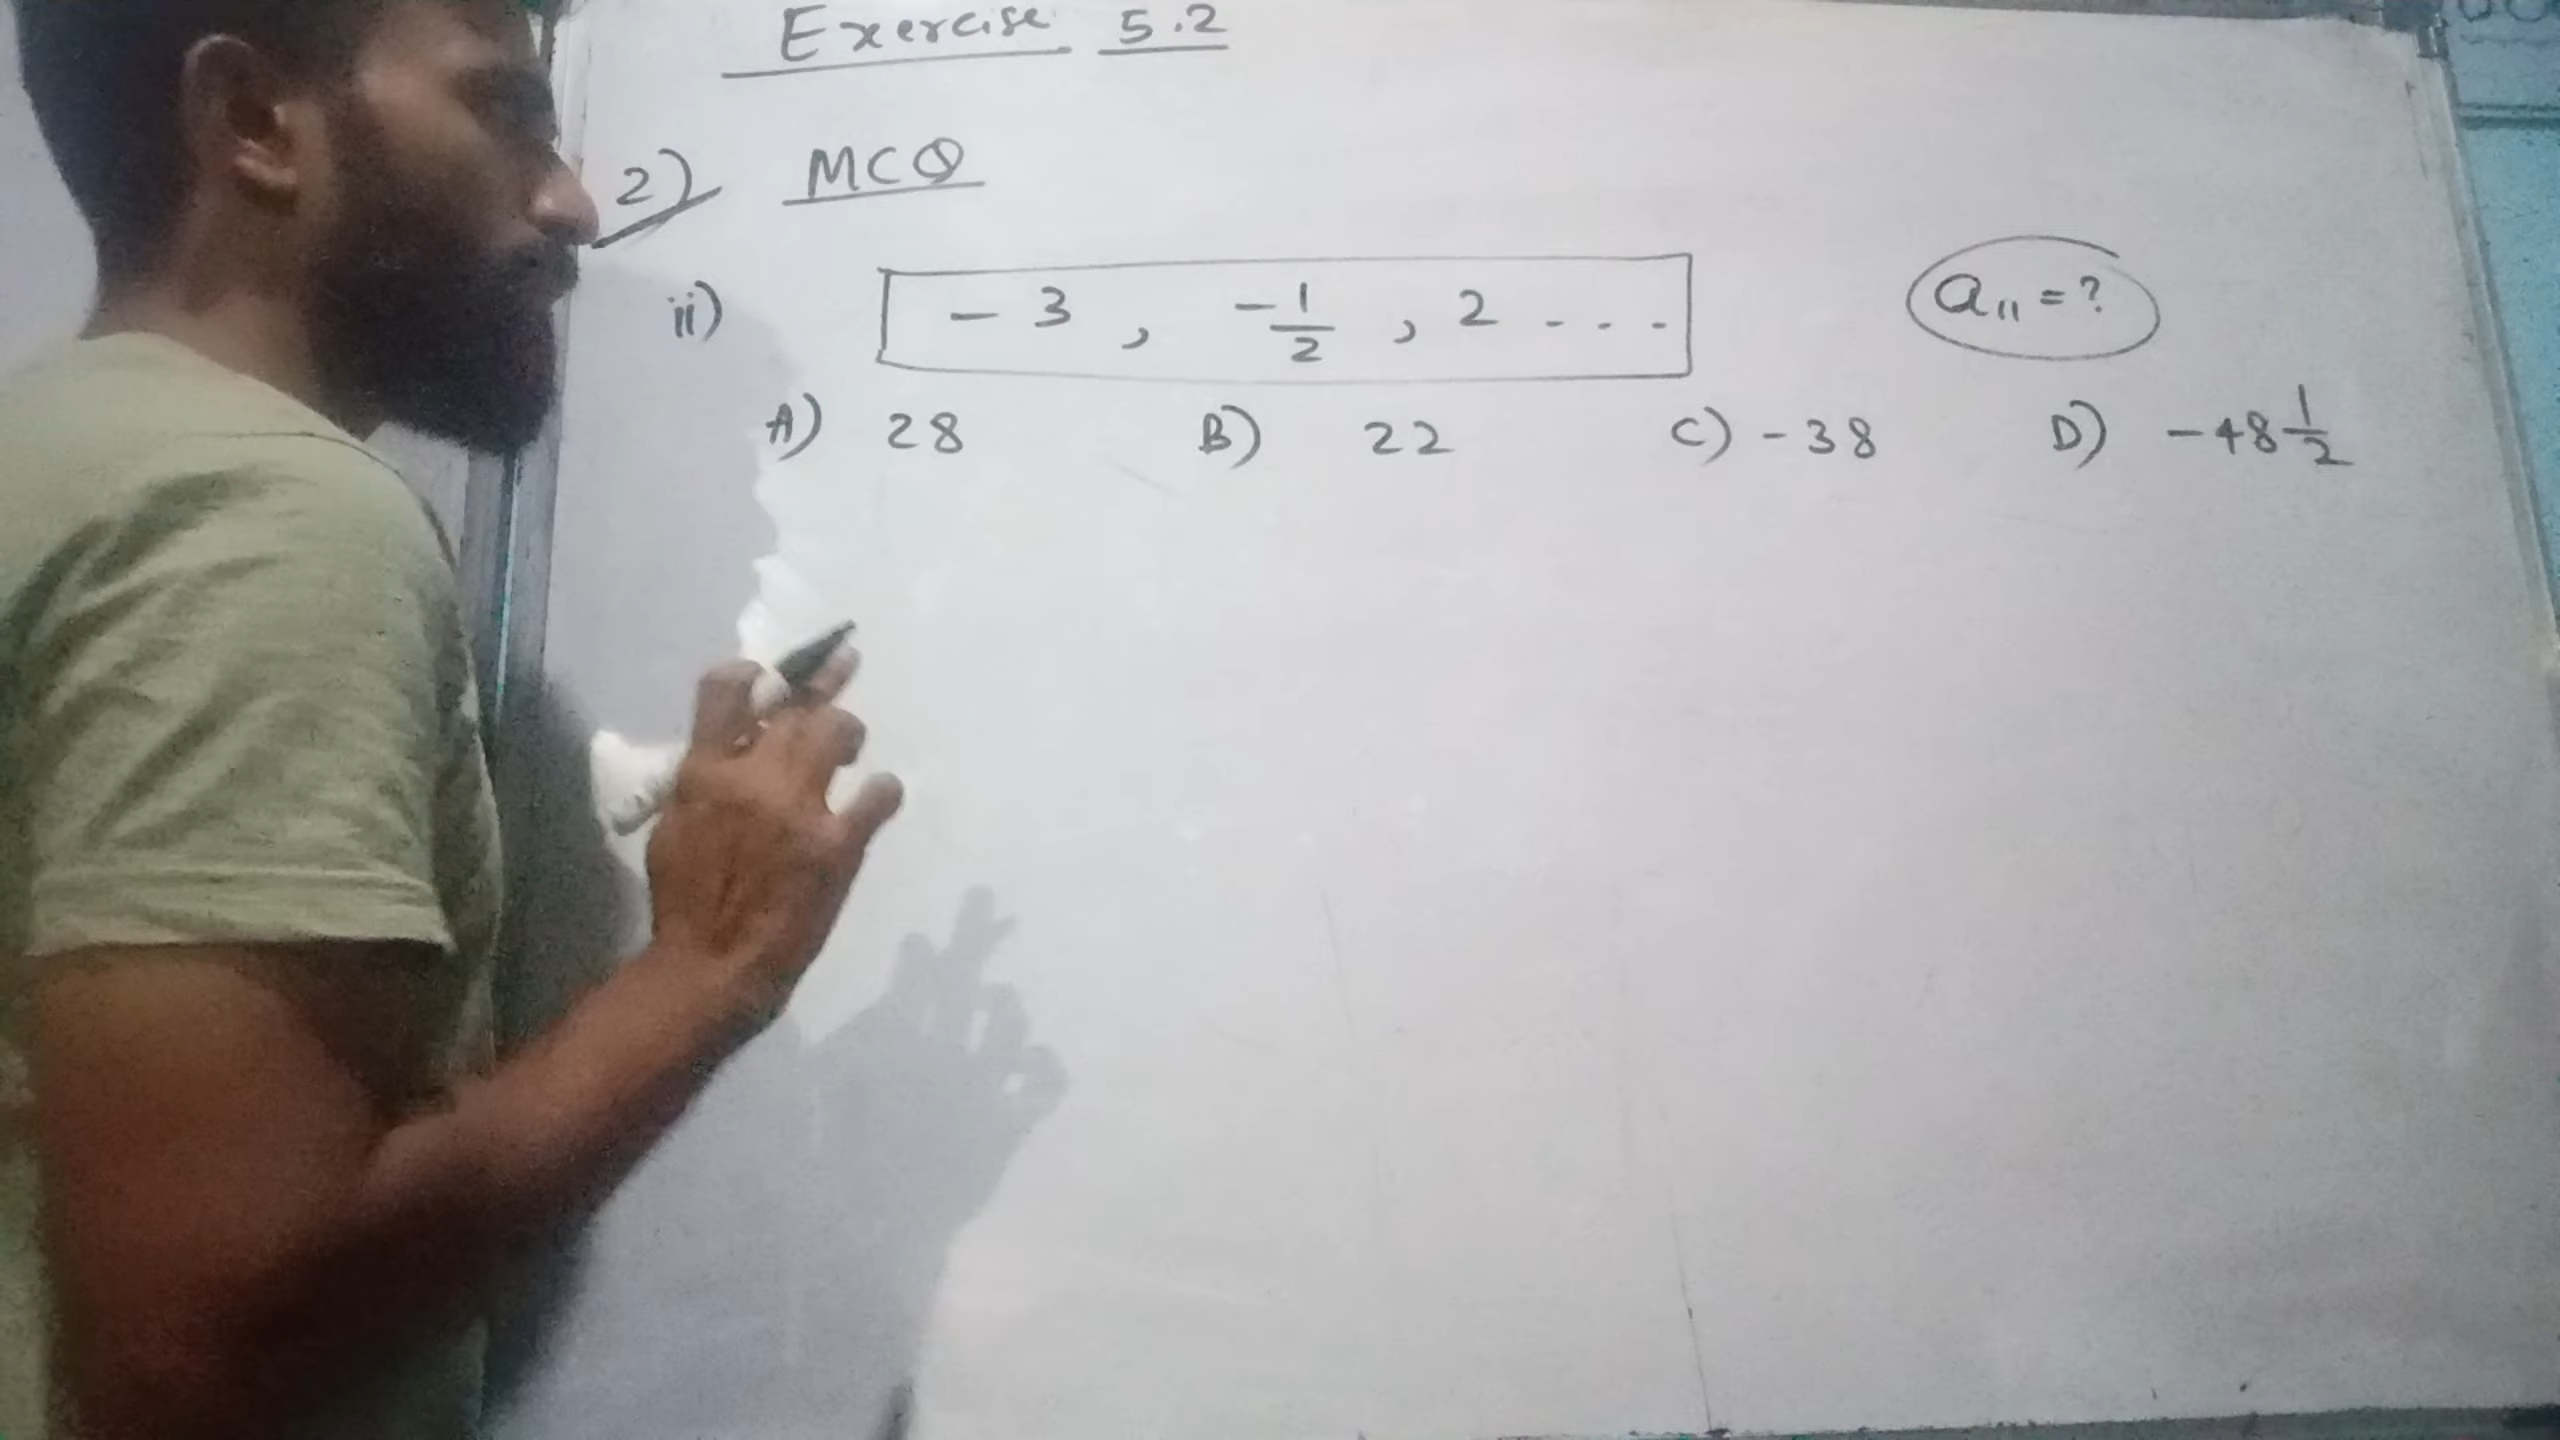 Exercise 5.2
2) MCQ
ii) -3 , -1/2 , 2 - - - a₁₁ = ?
A) 28 B) 22 C) -38 D) -48 1/2